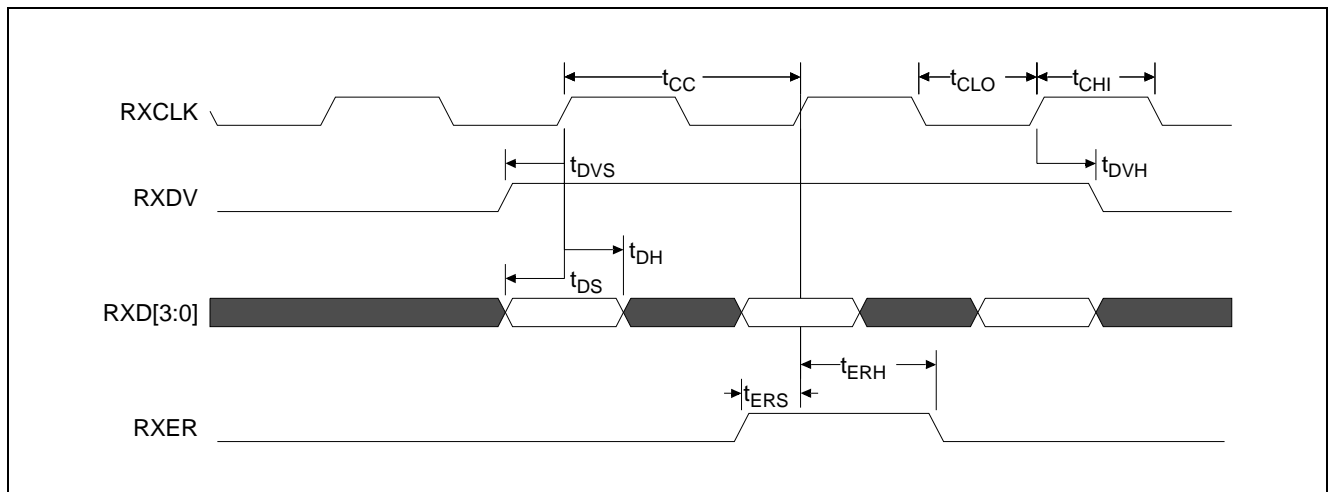 tCC
tCLO
tCHI
RXCLK
tDVS
tDVH
RXDV
tDH
tDS
RXD[3:0]
tERH
tERS
RXER